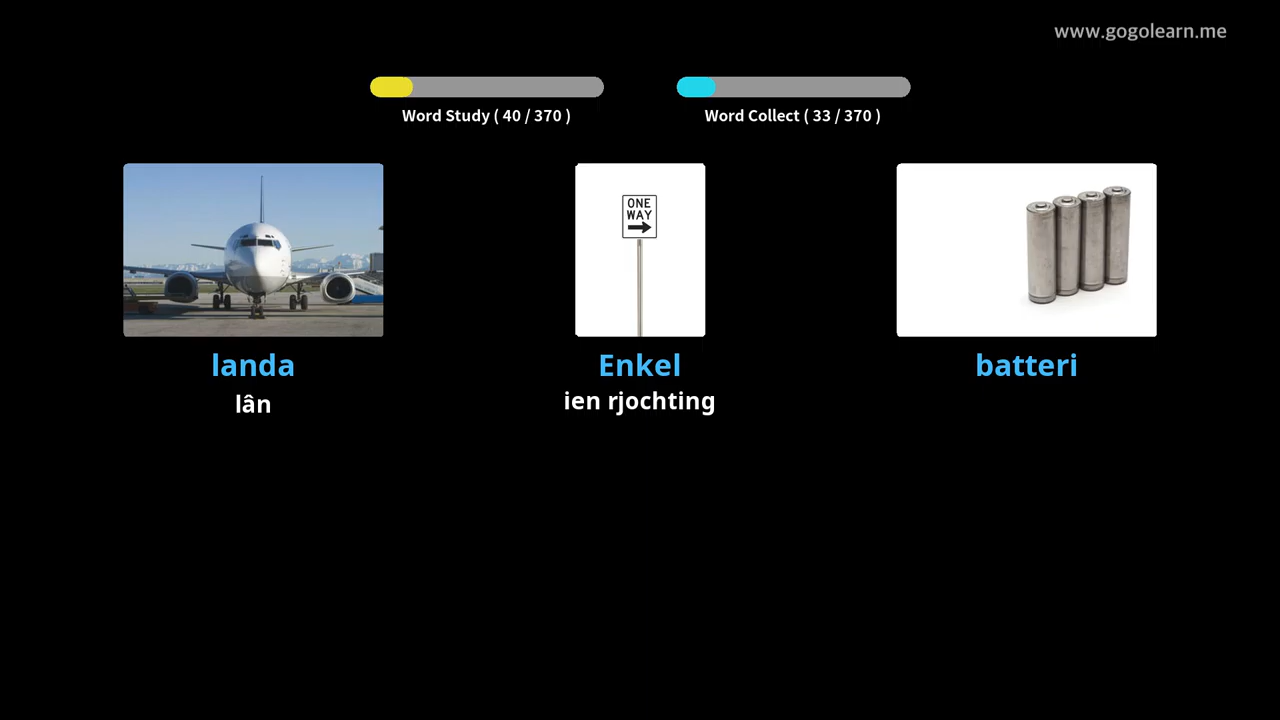 www.gogolearn.me
Word Study ( 40 / 370 )
Word Collect ( 33 / 370 )
ONE
WAY
landa
Enkel
batteri
lân
ien rjochting